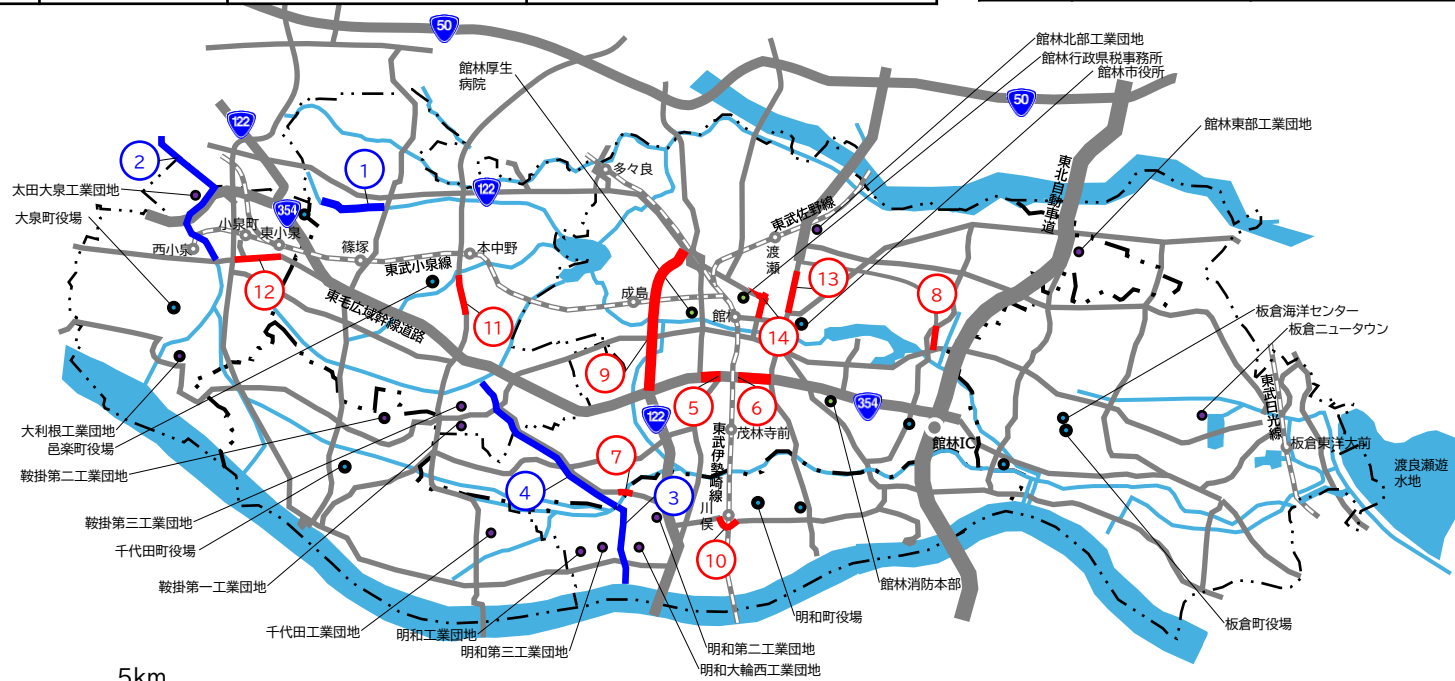 50
館林北部工業団地
館林行政県税事務所
館林市役所
館林厚生
病院
50
122
館林東部工業団地
2
1
多々良
東北自動車道
太田大泉工業団地
122
354
大泉町役場
小泉町
東小泉
東武佐野線
西小泉
篠塚
本中野
渡瀬
東武小泉線
12
13
8
東毛広域幹線道路
成島
館林
11
14
板倉海洋センター
板倉ニュータウン
9
5
6
354
122
東武日光線
大利根工業団地
邑楽町役場
茂林寺前
館林IC
板倉東洋大前
鞍掛第二工業団地
東武伊勢崎線
7
渡良瀬遊
水地
4
3
鞍掛第三工業団地
川俣
千代田町役場
10
鞍掛第一工業団地
館林消防本部
明和町役場
千代田工業団地
明和工業団地
板倉町役場
明和第三工業団地
明和第二工業団地
明和大輪西工業団地
5km